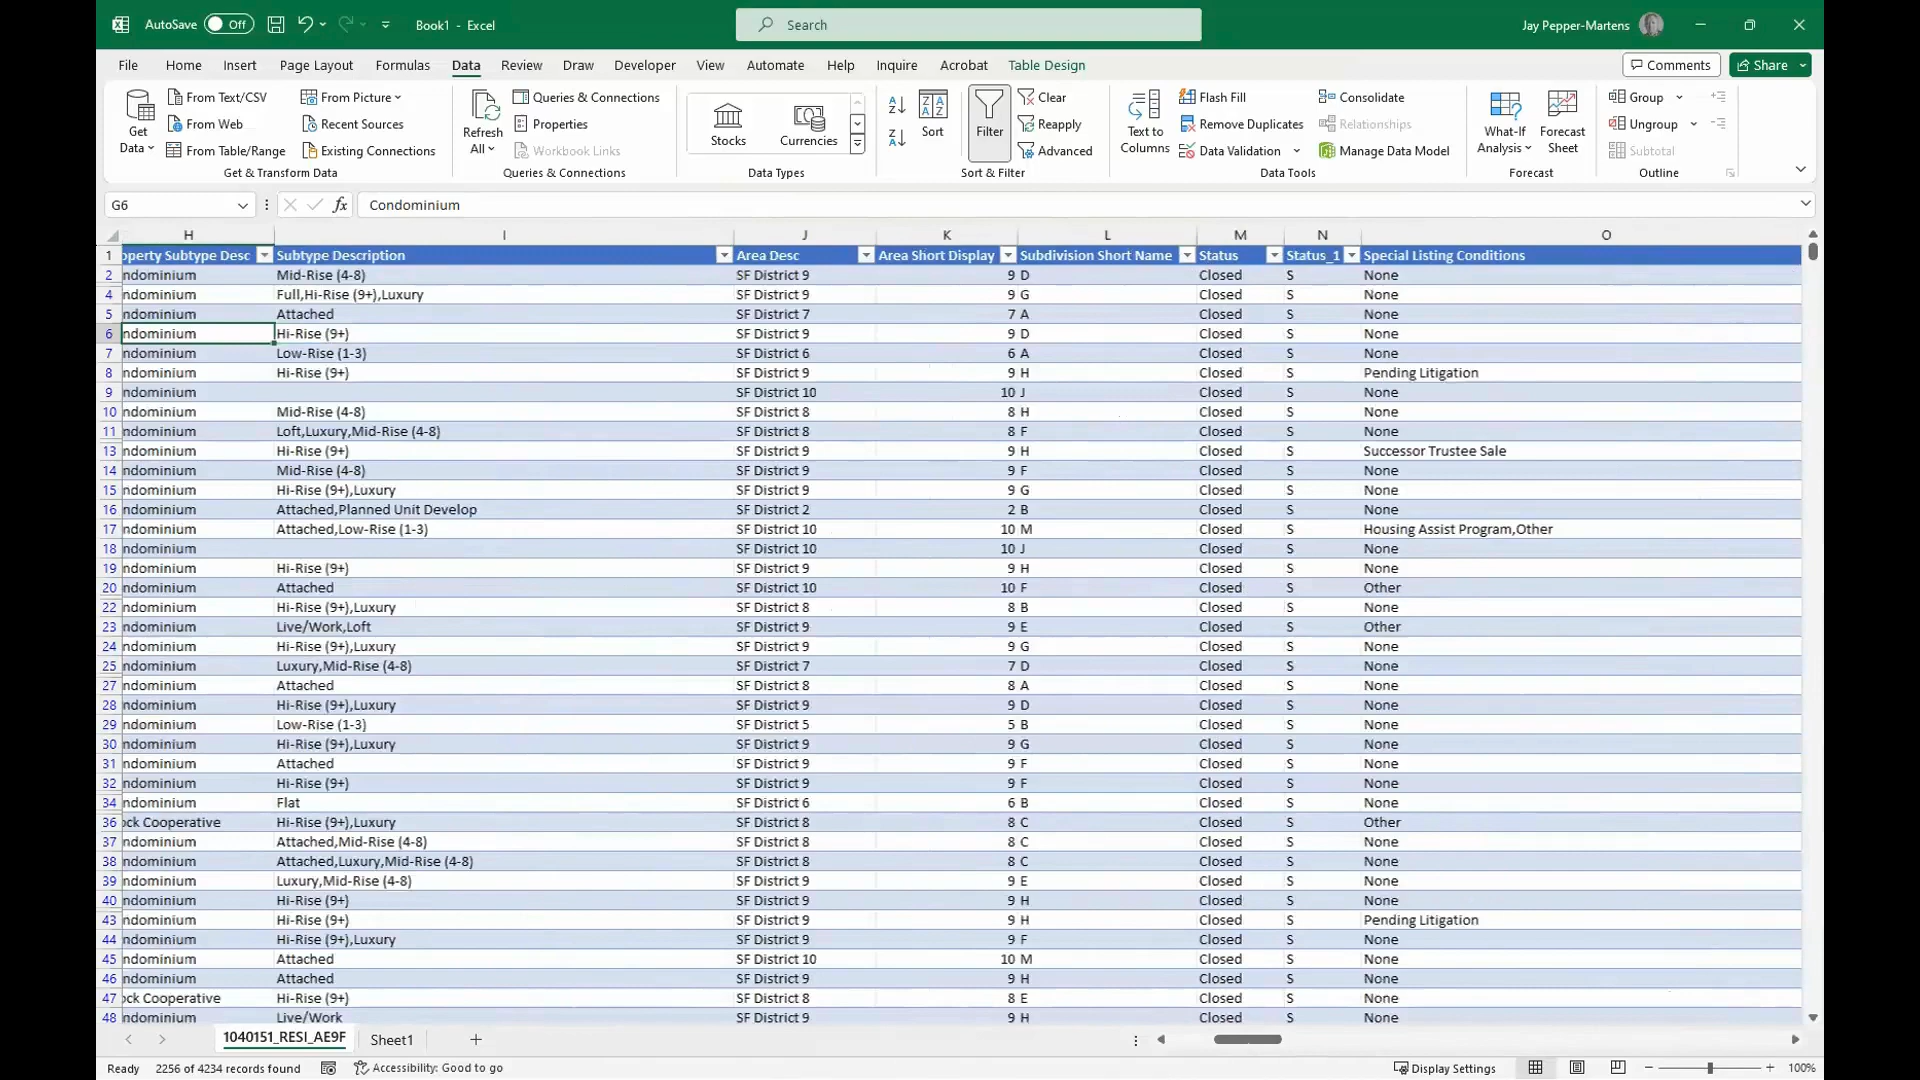 AutoSave Off Book1 - Excel Search Jay Pepper-Martens
File Home Insert Page Layout Formulas Data Review Draw Developer View Automate Help Inquire Acrobat Table Design Comments Share
Get Data From Text/CSV From Web From Table/Range From Picture Recent Sources Existing Connections
Get & Transform Data
Refresh All Queries & Connections Properties Workbook Links
Queries & Connections
Stocks Currencies
Data Types
Sort Filter Clear Reapply Advanced
Sort & Filter
Text to Columns Flash Fill Remove Duplicates Data Validation Consolidate Relationships Manage Data Model
Data Tools
What-If Analysis Forecast Sheet
Forecast
Group Ungroup Subtotal
Outline
G6 fx Condominium
H I J K L M N O
1 operty Subtype Desc Subtype Description Area Desc Area Short Display Subdivision Short Name Status Status_1 Special Listing Conditions
2 ndominium Mid-Rise (4-8) SF District 9 9 D Closed S None
4 ndominium Full,Hi-Rise (9+),Luxury SF District 9 9 G Closed S None
5 ndominium Attached SF District 7 7 A Closed S None
6 ndominium Hi-Rise (9+) SF District 9 9 D Closed S None
7 ndominium Low-Rise (1-3) SF District 6 6 A Closed S None
8 ndominium Hi-Rise (9+) SF District 9 9 H Closed S Pending Litigation
9 ndominium SF District 10 10 J Closed S None
10 ndominium Mid-Rise (4-8) SF District 8 8 H Closed S None
11 ndominium Loft,Luxury,Mid-Rise (4-8) SF District 8 8 F Closed S None
13 ndominium Hi-Rise (9+) SF District 9 9 H Closed S Successor Trustee Sale
14 ndominium Mid-Rise (4-8) SF District 9 9 F Closed S None
15 ndominium Hi-Rise (9+),Luxury SF District 9 9 G Closed S None
16 ndominium Attached,Planned Unit Develop SF District 2 2 B Closed S None
17 ndominium Attached,Low-Rise (1-3) SF District 10 10 M Closed S Housing Assist Program,Other
18 ndominium SF District 10 10 J Closed S None
19 ndominium Hi-Rise (9+) SF District 9 9 H Closed S None
20 ndominium Attached SF District 10 10 F Closed S Other
22 ndominium Hi-Rise (9+),Luxury SF District 8 8 B Closed S None
23 ndominium Live/Work,Loft SF District 9 9 E Closed S Other
24 ndominium Hi-Rise (9+),Luxury SF District 9 9 G Closed S None
25 ndominium Luxury,Mid-Rise (4-8) SF District 7 7 D Closed S None
27 ndominium Attached SF District 8 8 A Closed S None
28 ndominium Hi-Rise (9+),Luxury SF District 9 9 D Closed S None
29 ndominium Low-Rise (1-3) SF District 5 5 B Closed S None
30 ndominium Hi-Rise (9+),Luxury SF District 9 9 G Closed S None
31 ndominium Attached SF District 9 9 F Closed S None
32 ndominium Hi-Rise (9+) SF District 9 9 F Closed S None
34 ndominium Flat SF District 6 6 B Closed S None
36 ock Cooperative Hi-Rise (9+),Luxury SF District 8 8 C Closed S Other
37 ndominium Attached,Mid-Rise (4-8) SF District 8 8 C Closed S None
38 ndominium Attached,Luxury,Mid-Rise (4-8) SF District 8 8 C Closed S None
39 ndominium Luxury,Mid-Rise (4-8) SF District 9 9 E Closed S None
40 ndominium Hi-Rise (9+) SF District 9 9 H Closed S None
43 ndominium Hi-Rise (9+) SF District 9 9 H Closed S Pending Litigation
44 ndominium Hi-Rise (9+),Luxury SF District 9 9 F Closed S None
45 ndominium Attached SF District 10 10 M Closed S None
46 ndominium Attached SF District 9 9 H Closed S None
47 ock Cooperative Hi-Rise (9+) SF District 8 8 E Closed S None
48 ndominium Live/Work SF District 9 9 H Closed S None
1040151_RESI_AE9F Sheet1
Ready 2256 of 4234 records found Accessibility: Good to go Display Settings 100%